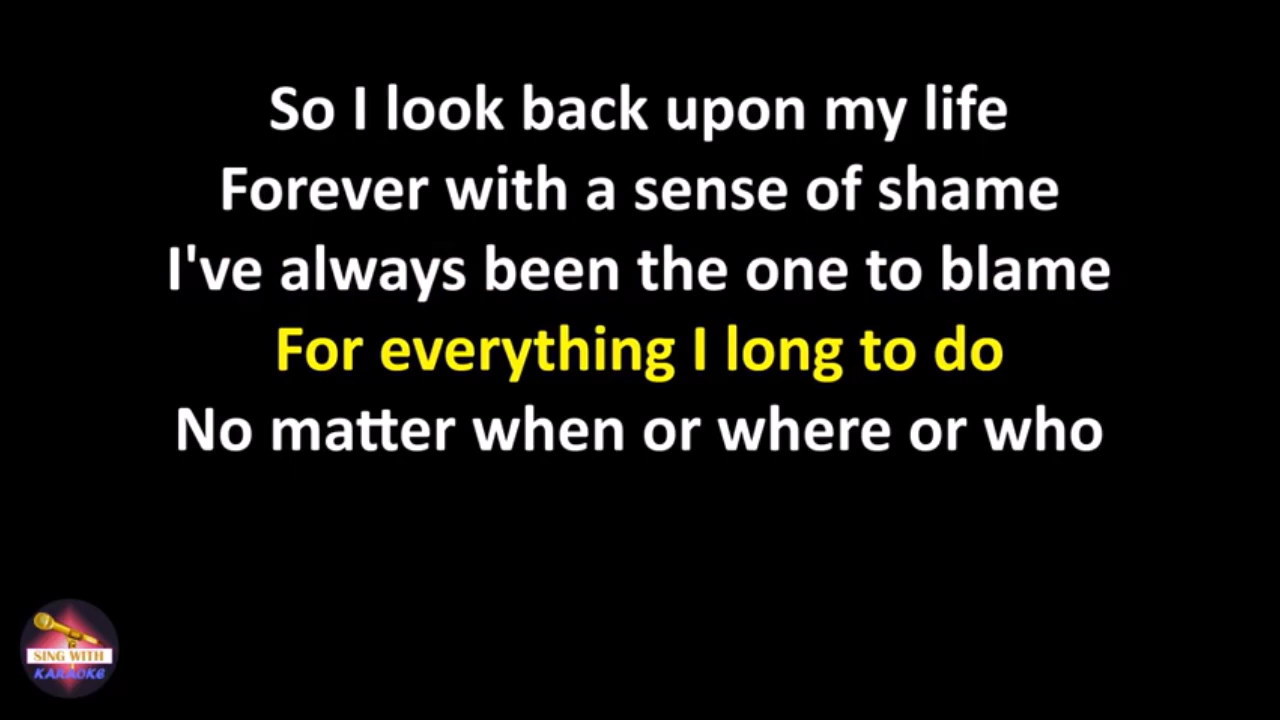 So I look back upon my life
Forever with a sense of shame
I've always been the one to blame
For everything I long to do
No matter when or where or who
SING WITH
KARAOKE